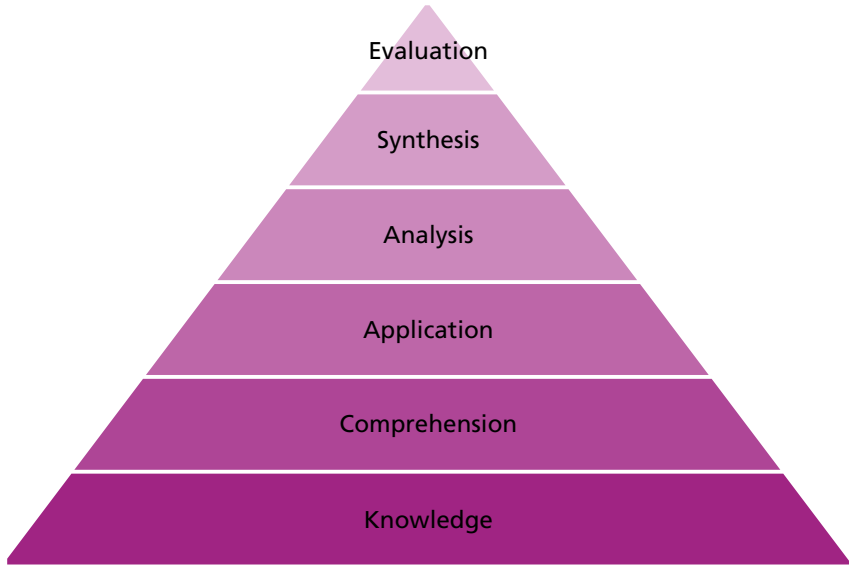 Evaluation
Synthesis
Analysis
Application
Comprehension
Knowledge